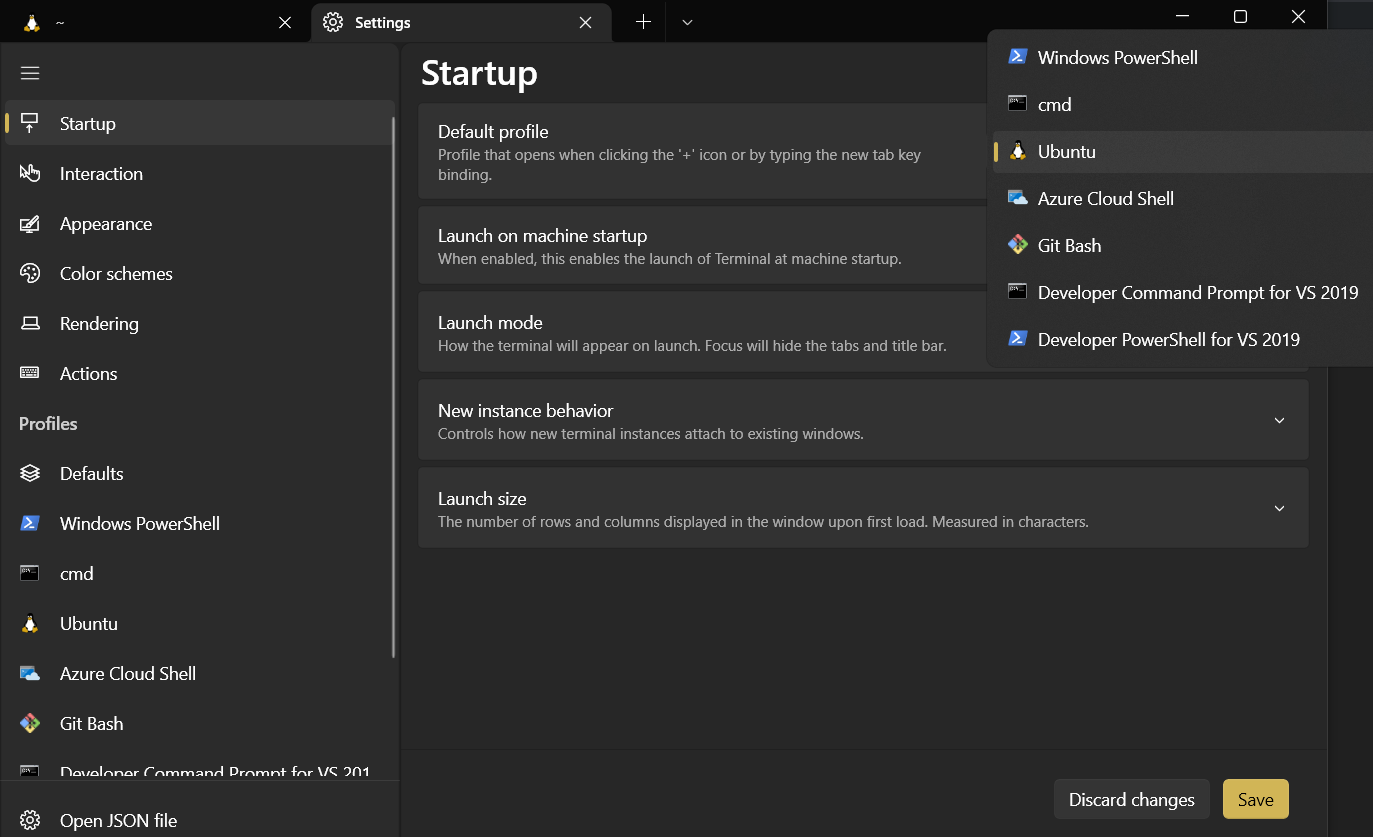 ~
Settings
Startup
Interaction
Appearance
Color schemes
Rendering
Actions
Profiles
Defaults
Windows PowerShell
cmd
Ubuntu
Azure Cloud Shell
Git Bash
Developer Command Prompt for VS 201
Open JSON file
Startup
Default profile
Profile that opens when clicking the '+' icon or by typing the new tab key
binding.
Launch on machine startup
When enabled, this enables the launch of Terminal at machine startup.
Launch mode
How the terminal will appear on launch. Focus will hide the tabs and title bar.
New instance behavior
Controls how new terminal instances attach to existing windows.
Launch size
The number of rows and columns displayed in the window upon first load. Measured in characters.
Windows PowerShell
cmd
Ubuntu
Azure Cloud Shell
Git Bash
Developer Command Prompt for VS 2019
Developer PowerShell for VS 2019
Discard changes
Save